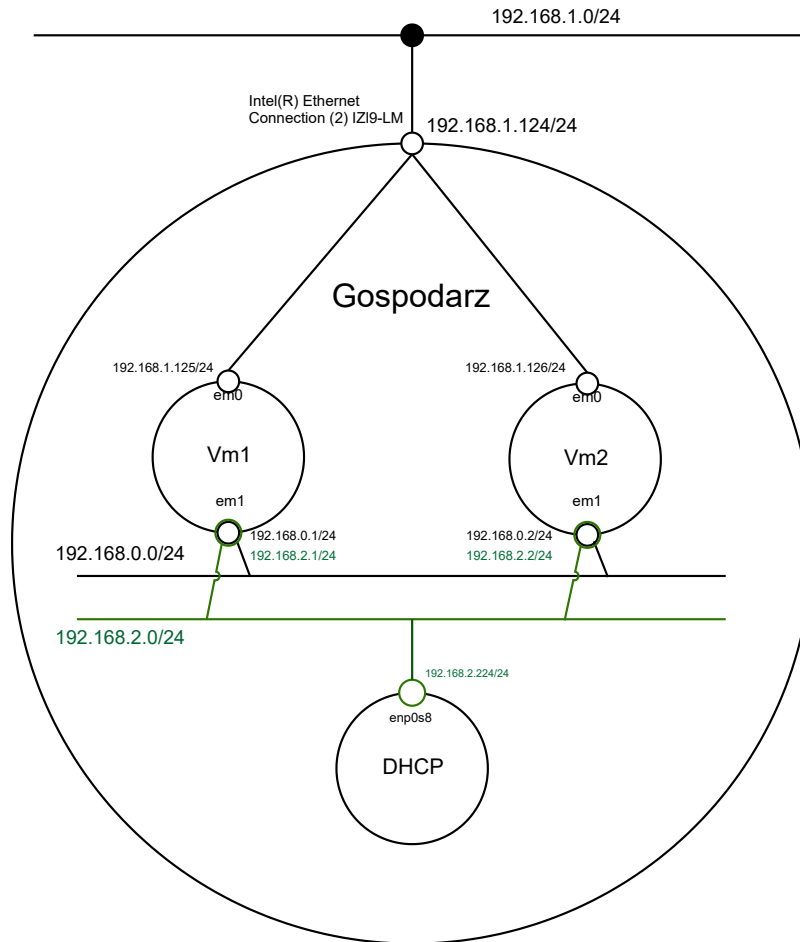 192.168.1.0/24
Intel(R) Ethernet
Connection (2) IZI9-LM
192.168.1.124/24
Gospodarz
192.168.1.125/24
em0
192.168.1.126/24
em0
Vm1
Vm2
em1
em1
192.168.0.1/24
192.168.2.1/24
192.168.0.2/24
192.168.2.2/24
192.168.0.0/24
192.168.2.0/24
192.168.2.224/24
enp0s8
DHCP